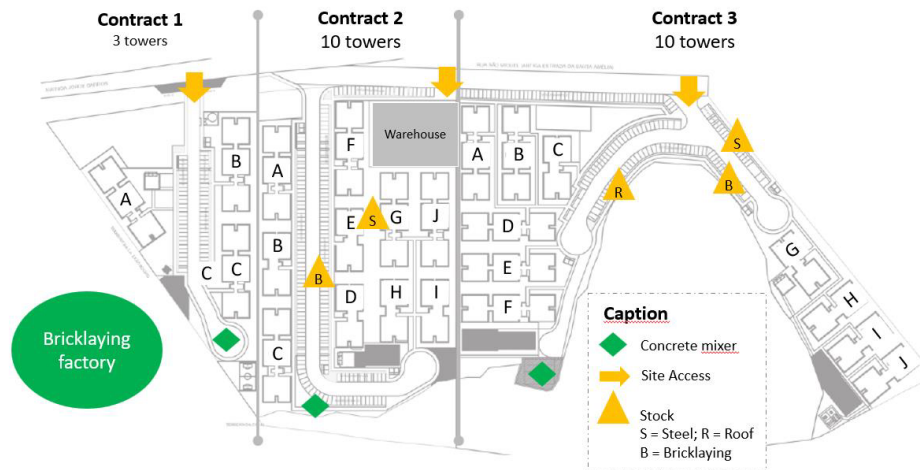 Contract 1
3 towers
Contract 2
10 towers
Contract 3
10 towers
Warehouse
A
B
C
C
A
B
C
F
E
D
S
G
J
H
I
B
A
B
C
D
E
F
R
S
B
G
H
I
J
Bricklaying
factory
Caption
Concrete mixer
Site Access
Stock
S = Steel; R = Roof
B = Bricklaying